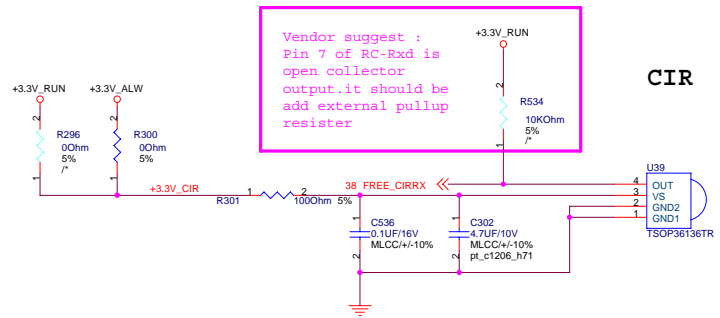 Vendor suggest :
Pin 7 of RC-Rxd is
open collector
output.it should be
add external pullup
resister
+3.3V_RUN
2
R534
10KOhm
5%
/*
1
CIR
+3.3V_RUN
+3.3V_ALW
2
2
R296
0Ohm
5%
/*
R300
0Ohm
5%
1
1
+3.3V_CIR
1
2
R301
100Ohm
5%
38 FREE_CIRRX
U39
4
OUT
3
VS
2
GND2
1
GND1
TSOP36136TR
1
C536
0.1UF/16V
MLCC/+/-10%
2
1
C302
4.7UF/10V
MLCC/+/-10%
pt_c1206_h71
2